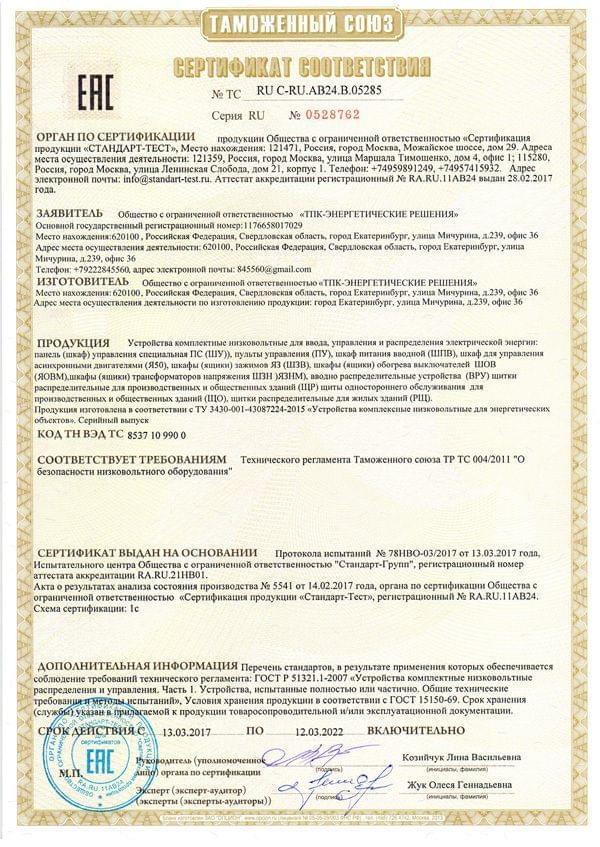 ТАМОЖЕННЫЙ СОЮЗ
СЕРТИФИКАТ СООТВЕТСТВИЯ
ЕАС
№ ТС RU C-RU.АВ24.В.05285
Серия RU № 0528762
ОРГАН ПО СЕРТИФИКАЦИИ продукции Общества с ограниченной ответственностью «Сертификация
продукции «СТАНДАРТ-ТЕСТ», Место нахождения: 121471, Россия, город Москва, Можайское шоссе, дом 29. Адреса
места осуществления деятельности: 121359, Россия, город Москва, улица Маршала Тимошенко, дом 4, офис 1; 115280,
Россия, город Москва, улица Ленинская Слобода, дом 21, корпус 1. Телефон: +74959891249, +74957415932. Адрес
электронной почты: info@standart-test.ru. Аттестат аккредитации регистрационный № RA.RU.11АВ24 выдан 28.02.2017
года.
ЗАЯВИТЕЛЬ Общество с ограниченной ответственностью «ТПК-ЭНЕРГЕТИЧЕСКИЕ РЕШЕНИЯ»
Основной государственный регистрационный номер:1176658017029
Место нахождения:620100 , Российская Федерация, Свердловская область, город Екатеринбург, улица Мичурина, д.239, офис 36
Адрес места осуществления деятельности: 620100, Российская Федерация, Свердловская область, город Екатеринбург, улица
Мичурина, д.239, офис 36
Телефон: +79222845560, адрес электронной почты: 845560@gmail.com
ИЗГОТОВИТЕЛЬ Общество с ограниченной ответственностью «ТПК-ЭНЕРГЕТИЧЕСКИЕ РЕШЕНИЯ»
Место нахождения: 620100, Российская Федерация, Свердловская область, город Екатеринбург, улица Мичурина, д.239, офис 36
Адрес места осуществления деятельности по изготовлению продукции: город Екатеринбург, улица Мичурина, д.239, офис 36
ПРОДУКЦИЯ Устройства комплектные низковольтные для ввода, управления и распределения электрической энергии:
панель (шкаф) управления специальная ПС (ШУ)), пульты управления (ПУ), шкаф питания вводной (ШПВ), шкаф для управления
асинхронными двигателями (Я50), шкафы (ящики) зажимов ЯЗ (ШЗВ), шкафы (ящики) обогрева выключателей ШОВ
(ЯОВМ),шкафы (ящики) трансформаторов напряжения ШЗН )ЯЗНМ), вводно распределительные устройства (ВРУ) щитки
распределительные для производственных и общественных зданий (ЩР) щиты одностороннего обслуживания для
производственных и общественных зданий (ЩО), щитки распределительные для жилых зданий (РЩ).
Продукция изготовлена в соответствии с ТУ 3430-001-43087224-2015 «Устройства комплексные низковольтные для энергетических
объектов». Серийный выпуск
КОД ТН ВЭД ТС 8537 10 990 0
СООТВЕТСТВУЕТ ТРЕБОВАНИЯМ Технического регламента Таможенного союза ТР ТС 004/2011 "О
безопасности низковольтного оборудования"
СЕРТИФИКАТ ВЫДАН НА ОСНОВАНИИ Протокола испытаний № 78НВО-03/2017 от 13.03.2017 года,
Испытательного центра Общества с ограниченной ответственностью "Стандарт-Групп", регистрационный номер
аттестата аккредитации RA.RU.21НВ01.
Акта о результатах анализа состояния производства № 5541 от 14.02.2017 года, органа по сертификации Общества с
ограниченной ответственностью «Сертификация продукции «Стандарт-Тест», регистрационный № RA.RU.11АВ24.
Схема сертификации: 1с
ДОПОЛНИТЕЛЬНАЯ ИНФОРМАЦИЯ Перечень стандартов, в результате применения которых обеспечивается
соблюдение требований технического регламента: ГОСТ Р 51321.1-2007 «Устройства комплектные низковольтные
распределения и управления. Часть 1. Устройства, испытанные полностью или частично. Общие технические
требования и методы испытаний», Условия хранения продукции в соответствии с ГОСТ 15150-69. Срок хранения
(службы) указан в прилагаемой к продукции товаросопроводительной и/или эксплуатационной документации.
СРОК ДЕЙСТВИЯ С 13.03.2017 ПО 12.03.2022 ВКЛЮЧИТЕЛЬНО
М.П.
Руководитель (уполномоченное
лицо) органа по сертификации
(подпись)
Козийчук Лина Васильевна
(инициалы, фамилия)
Эксперт (эксперт-аудитор)
(эксперты (эксперты-аудиторы))
(подпись)
Жук Олеся Геннадьевна
(инициалы, фамилия)
сертификатов
ЕАС
RA.RU.11АВ24